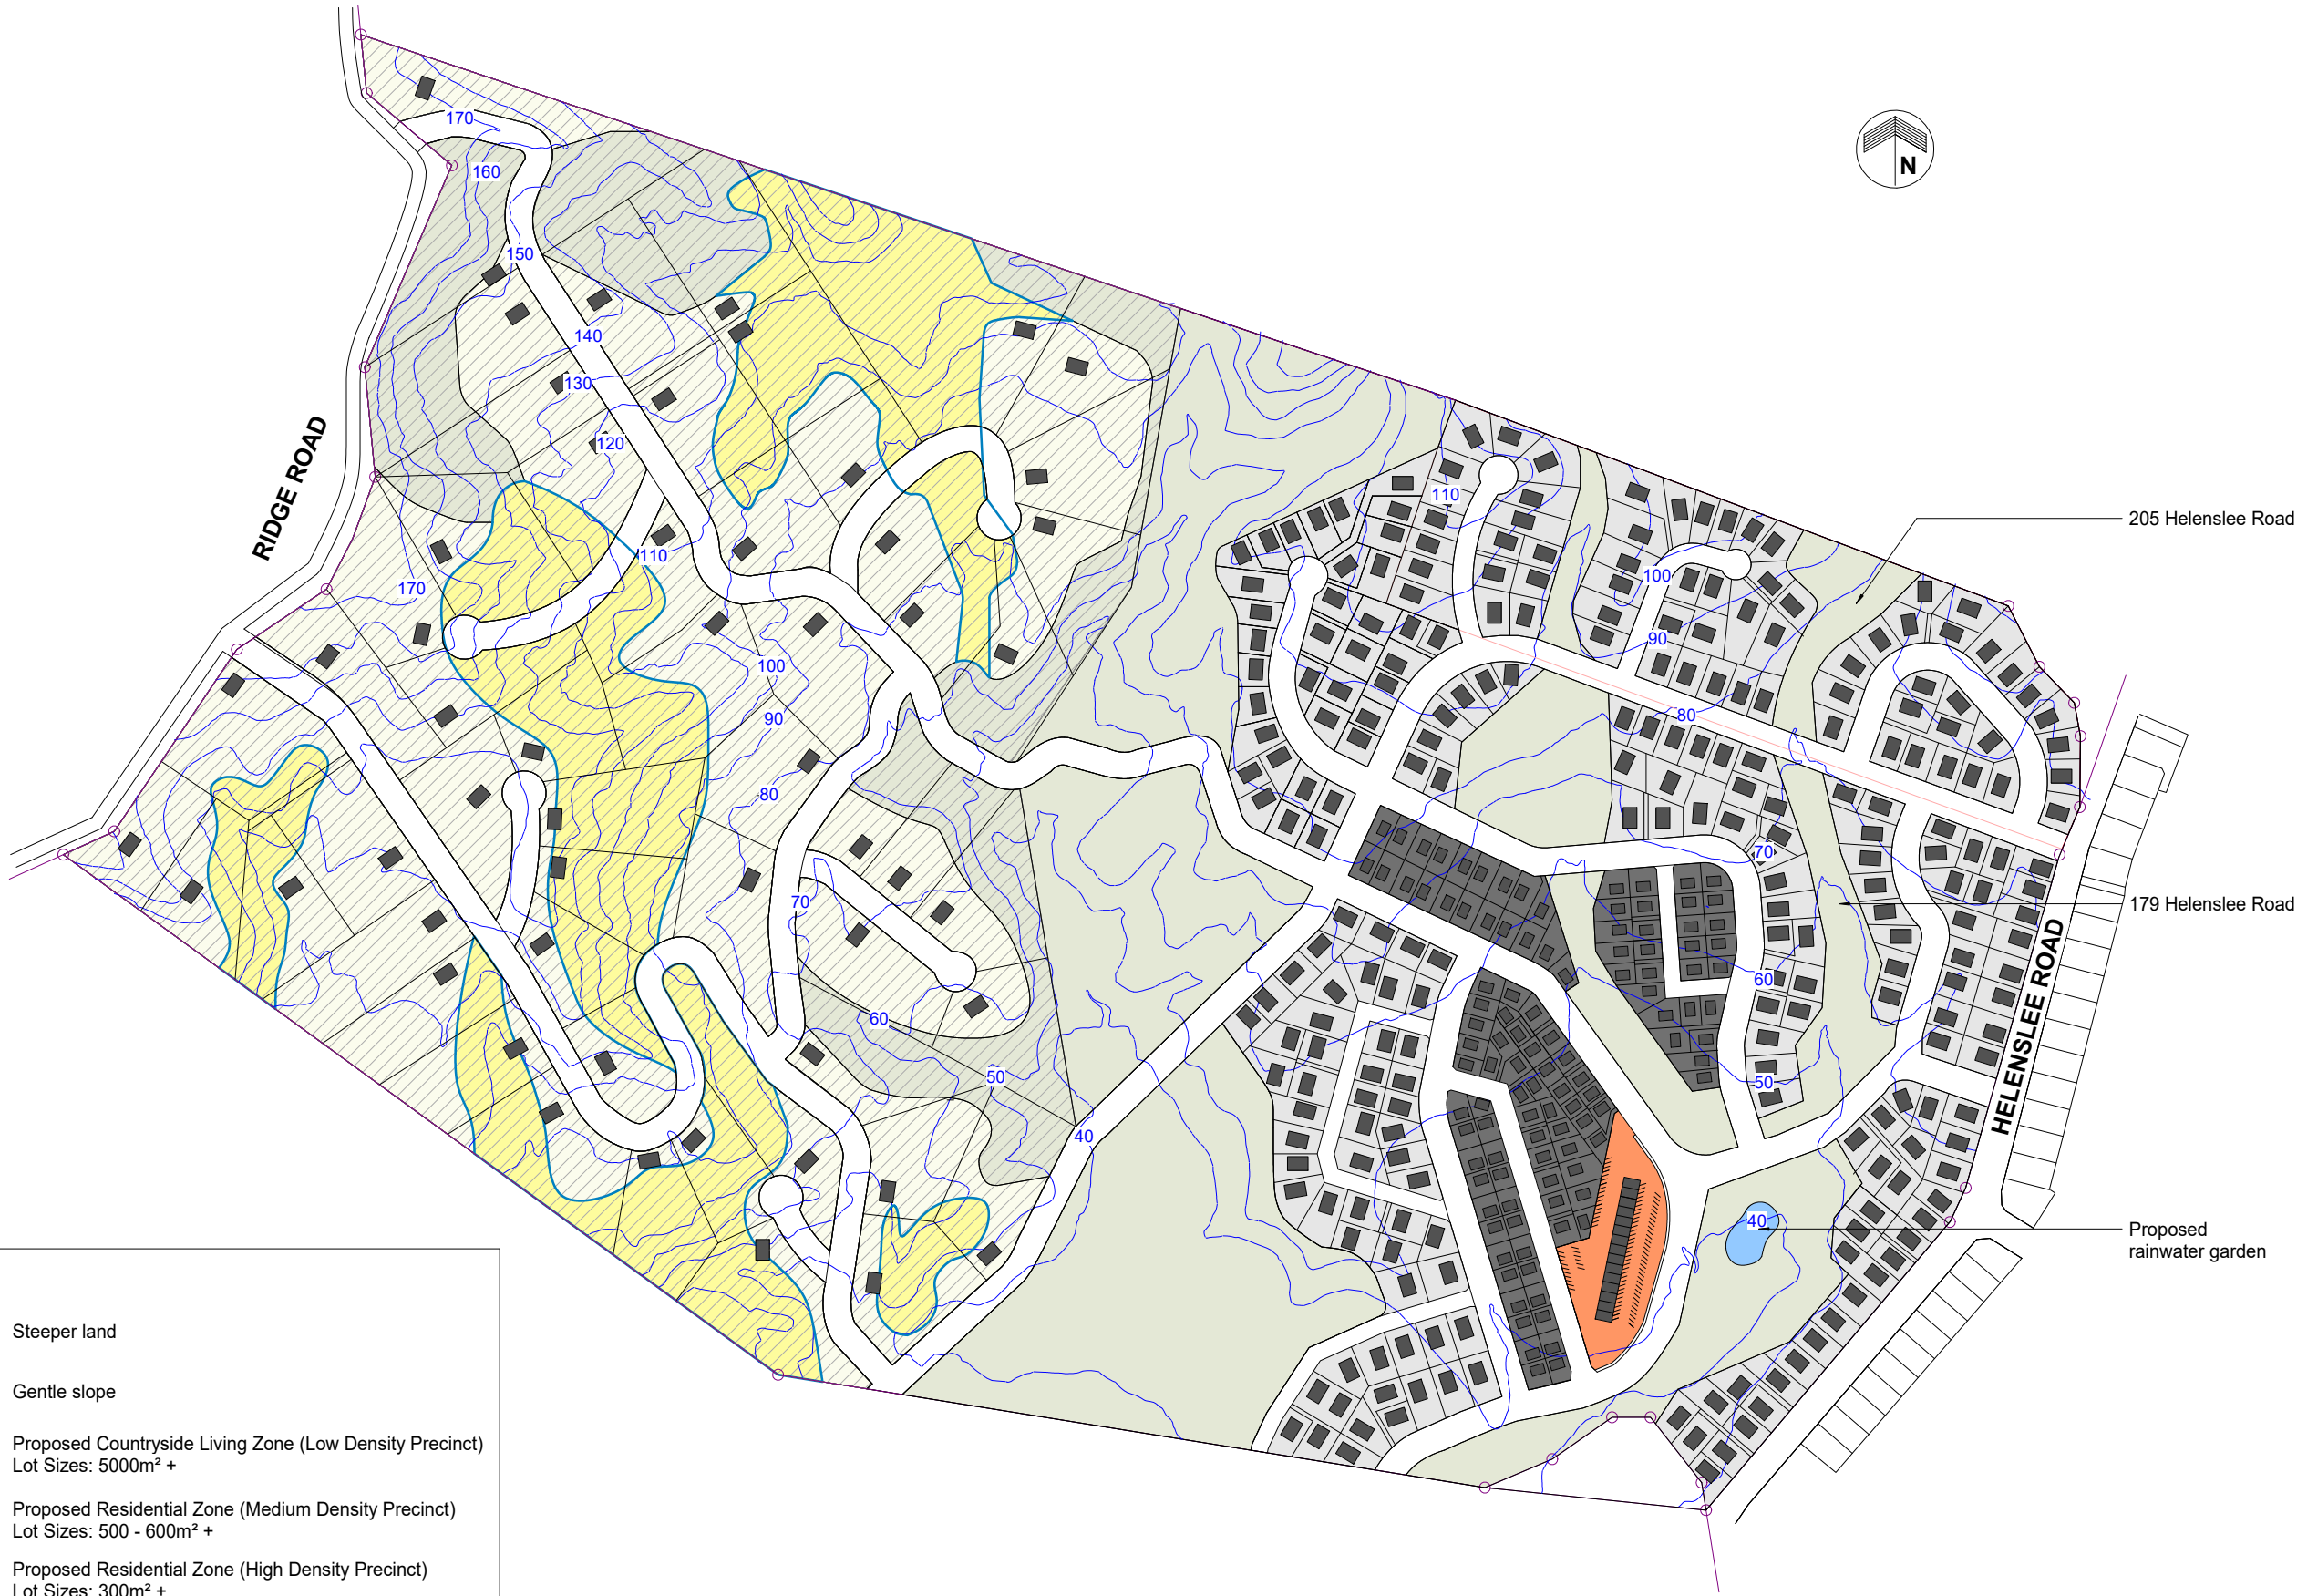 170
160
N
150
140
130
120
110
RIDGE ROAD
170
110
100
90
80
70
60
50
40
110
100
90
80
70
60
50
40
205 Helenslee Road
179 Helenslee Road
HELENSLEE ROAD
Proposed
rainwater garden
Steeper land
Gentle slope
Proposed Countryside Living Zone (Low Density Precinct)
Lot Sizes: 5000m² +
Proposed Residential Zone (Medium Density Precinct)
Lot Sizes: 500 - 600m² +
Proposed Residential Zone (High Density Precinct)
Lot Sizes: 300m² +